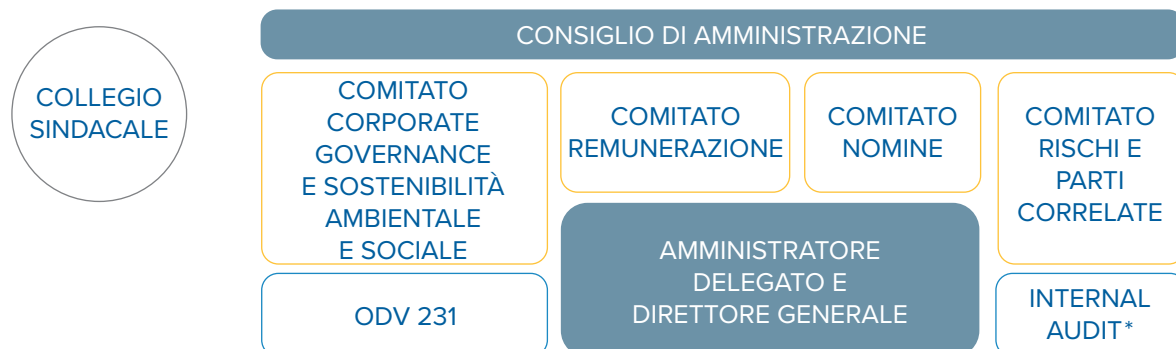 CONSIGLIO DI AMMINISTRAZIONE
COLLEGIO
SINDACALE
COMITATO
CORPORATE
GOVERNANCE
E SOSTENIBILITÀ
AMBIENTALE
E SOCIALE
COMITATO
REMUNERAZIONE
COMITATO
NOMINE
COMITATO
RISCHI E
PARTI
CORRELATE
AMMINISTRATORE
DELEGATO E
DIRETTORE GENERALE
ODV 231
INTERNAL
AUDIT*